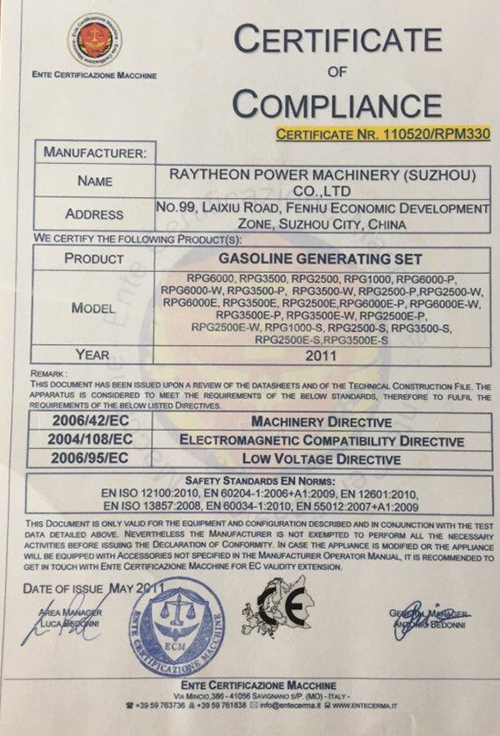 ENTE CERTIFICAZIONE MACCHINE
CERTIFICATE
OF
COMPLIANCE
CERTIFICATE NR. 110520/RPM330
MANUFACTURER:
NAME RAYTHEON POWER MACHINERY (SUZHOU) CO.,LTD
ADDRESS NO.99, LAIXIU ROAD, FENHU ECONOMIC DEVELOPMENT ZONE, SUZHOU CITY, CHINA
WE CERTIFY THE FOLLOWING PRODUCT(S):
PRODUCT GASOLINE GENERATING SET
MODEL
RPG6000, RPG3500, RPG2500, RPG1000, RPG6000-P,
RPG6000-W, RPG3500-P, RPG3500-W, RPG2500-P,RPG2500-W,
RPG6000E, RPG3500E, RPG2500E,RPG6000E-P, RPG6000E-W,
RPG3500E-P, RPG3500E-W, RPG2500E-P,
RPG2500E-W, RPG1000-S, RPG2500-S, RPG3500-S,
RPG2500E-S,RPG3500E-S
YEAR 2011
REMARK:
THIS DOCUMENT HAS BEEN ISSUED UPON A REVIEW OF THE DATASHEETS AND OF THE TECHNICAL CONSTRUCTION FILE. THE
APPARATUS IS CONSIDERED TO MEET THE REQUIREMENTS OF THE BELOW STANDARDS, THEREFORE TO FULFIL THE
REQUIREMENTS OF THE BELOW LISTED DIRECTIVES.
2006/42/EC MACHINERY DIRECTIVE
2004/108/EC ELECTROMAGNETIC COMPATIBILITY DIRECTIVE
2006/95/EC LOW VOLTAGE DIRECTIVE
SAFETY STANDARDS EN NORMS:
EN ISO 12100:2010, EN 60204-1:2006+A1:2009, EN 12601:2010,
EN ISO 13857:2008, EN 60034-1:2010, EN 55012:2007+A1:2009
THIS DOCUMENT IS ONLY VALID FOR THE EQUIPMENT AND CONFIGURATION DESCRIBED AND IN CONJUNCTION WITH THE TEST
DATA DETAILED ABOVE. NEVERTHELESS THE MANUFACTURER IS NOT EXEMPTED TO PERFORM ALL THE NECESSARY
ACTIVITIES BEFORE ISSUING THE DECLARATION OF CONFORMITY. IN CASE THE APPLIANCE IS MODIFIED OR THE APPLIANCE
WILL BE EQUIPPED WITH ACCESSORIES NOT SPECIFIED IN THE MANUFACTURER OPERATOR MANUAL, IT IS RECOMMENDED TO
GET IN TOUCH WITH ENTE CERTIFICAZIONE MACCHINE FOR EC VALIDITY EXTENSION.
DATE OF ISSUE MAY 2011
AREA MANAGER
LUCA BEDONNI
ENTE CERTIFICAZIONE MACCHINE
ECM
CE
GENERAL MANAGER
ANTONIO BEDONNI
ENTE CERTIFICAZIONE MACCHINE
VIA MINCIO,386 - 41056 SAVIGNANO S/P. (MO) - ITALY -
+39 59 763736 +39 59 761838 info@entecerma.it WWW.ENTECERMA.IT